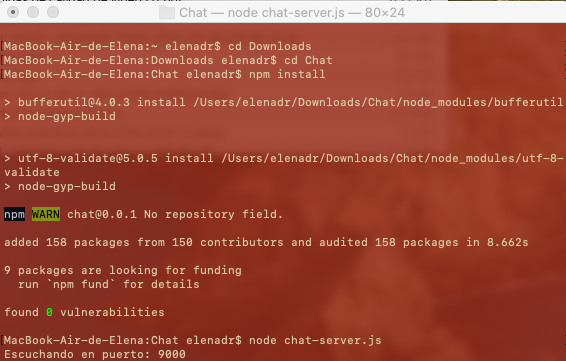 Chat — node chat-server.js — 80×24
[MacBook-Air-de-Elena:~ elenadr$ cd Downloads
[MacBook-Air-de-Elena:Downloads elenadr$ cd Chat
[MacBook-Air-de-Elena:Chat elenadr$ npm install
> bufferutil@4.0.3 install /Users/elenadr/Downloads/Chat/node_modules/bufferutil
> node-gyp-build
> utf-8-validate@5.0.5 install /Users/elenadr/Downloads/Chat/node_modules/utf-8-
validate
> node-gyp-build
npm WARN chat@0.0.1 No repository field.
added 158 packages from 150 contributors and audited 158 packages in 8.662s
9 packages are looking for funding
run `npm fund` for details
found 0 vulnerabilities
[MacBook-Air-de-Elena:Chat elenadr$ node chat-server.js
Escuchando en puerto: 9000